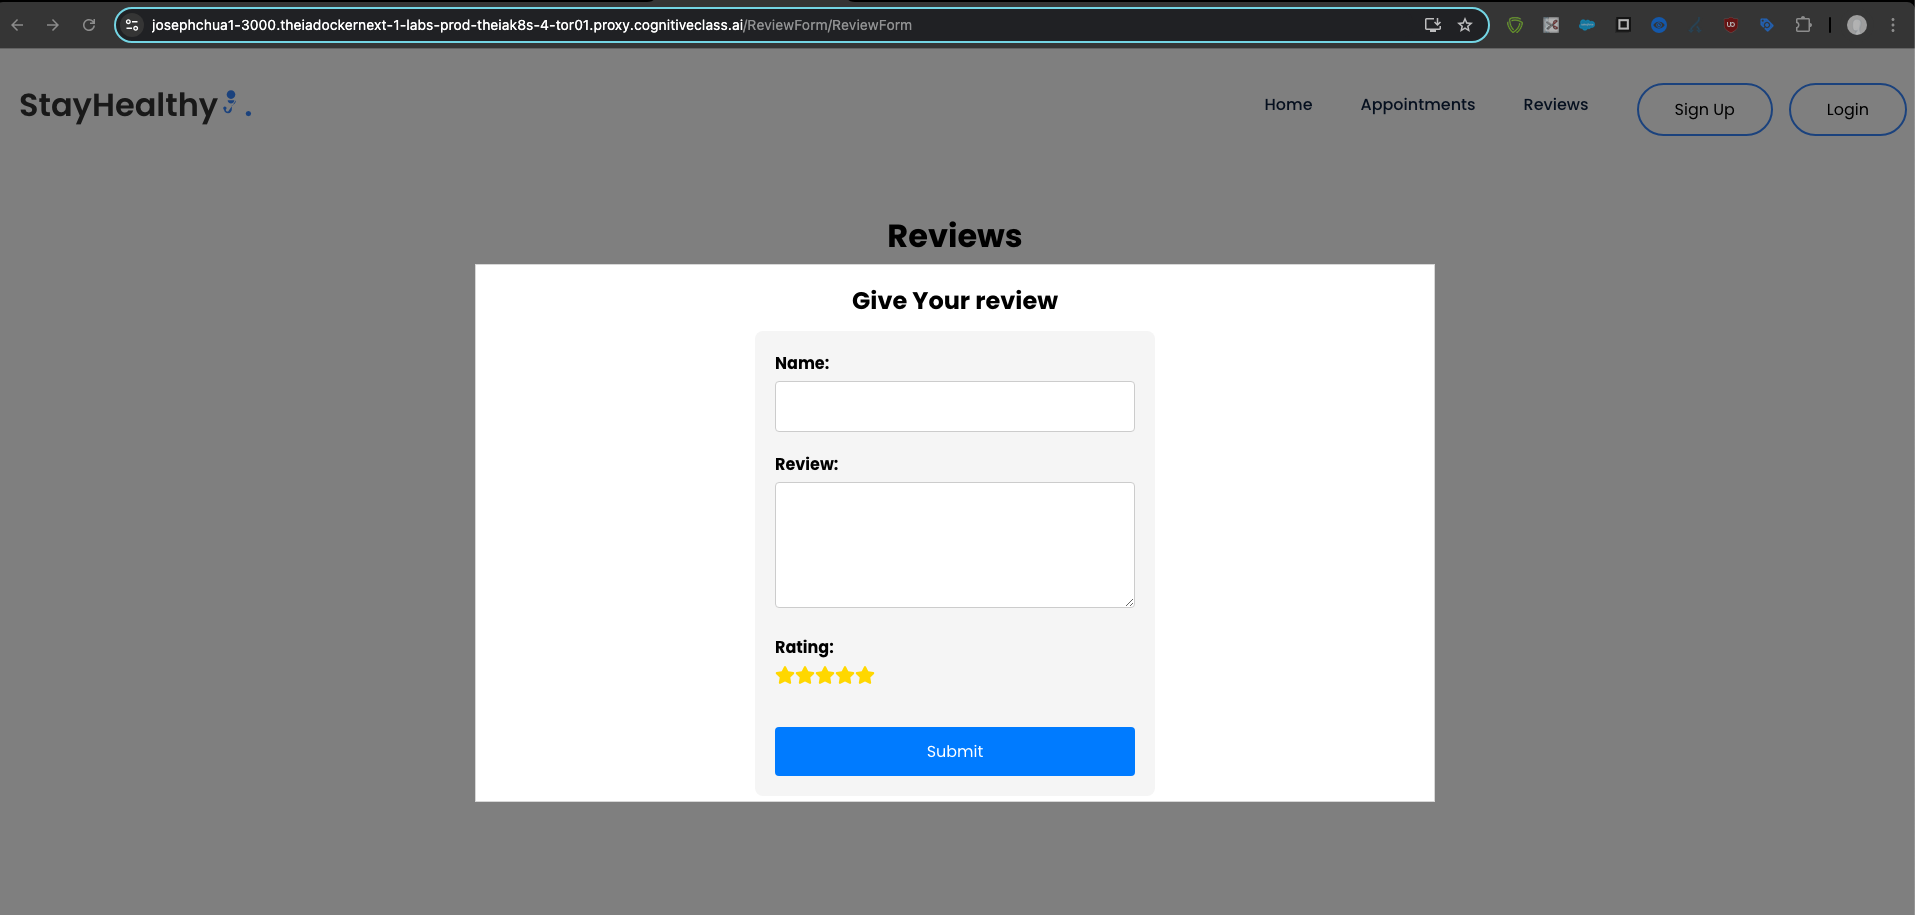 josephchua1-3000.theiadockernext-1-labs-prod-theiak8s-4-tor01.proxy.cognitiveclass.ai/ReviewForm/ReviewForm
StayHealthy.
Home
Appointments
Reviews
Sign Up
Login
Reviews
Give Your review
Name:
Review:
Rating:
Submit